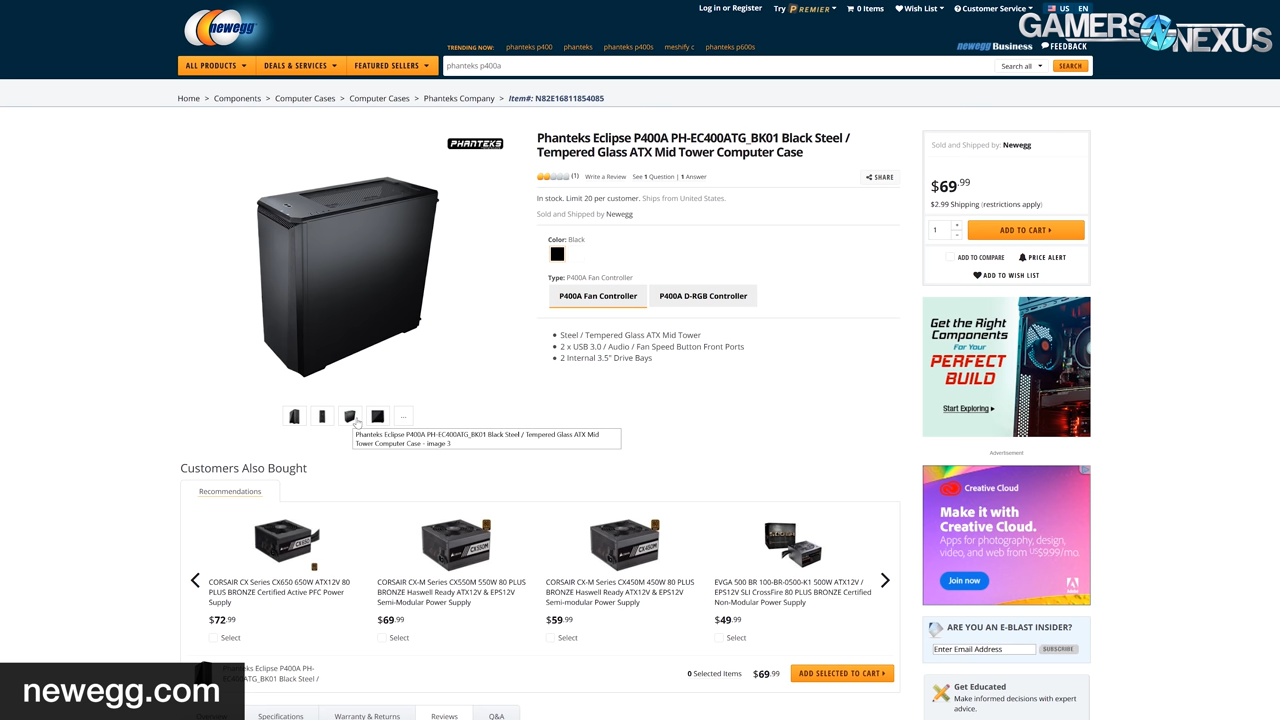 newegg
Log in or Register
Try PREMIER
0 Items
Wish List
Customer Service
US EN
GAMERS NEXUS
newegg Business
FEEDBACK
TRENDING NOW: phanteks p400 phanteks phanteks p400s meshify c phanteks p600s
ALL PRODUCTS
DEALS & SERVICES
FEATURED SELLERS
phanteks p400a
Search all
SEARCH
Home > Components > Computer Cases > Computer Cases > Phanteks Company > Item#: N82E16811854085
PHANTEKS
Phanteks Eclipse P400A PH-EC400ATG_BK01 Black Steel /
Tempered Glass ATX Mid Tower Computer Case
(1) Write a Review See 1 Question | 1 Answer
SHARE
In stock. Limit 20 per customer. Ships from United States.
Sold and Shipped by Newegg
Color: Black
Type: P400A Fan Controller
P400A Fan Controller
P400A D-RGB Controller
Steel / Tempered Glass ATX Mid Tower
2 x USB 3.0 / Audio / Fan Speed Button Front Ports
2 Internal 3.5" Drive Bays
...
Phanteks Eclipse P400A PH-EC400ATG_BK01 Black Steel / Tempered Glass ATX Mid
Tower Computer Case - image 3
Sold and Shipped by: Newegg
$69.99
$2.99 Shipping (restrictions apply)
1
ADD TO CART
ADD TO COMPARE
PRICE ALERT
ADD TO WISH LIST
Get the Right
Components
For Your
PERFECT
BUILD
Start Exploring
Advertisement
Creative Cloud
Make it with
Creative Cloud.
Apps for photography, design,
video, and web from US$9.99/mo.
Join now
Adobe
ARE YOU AN E-BLAST INSIDER?
Enter Email Address
SUBSCRIBE
Get Educated
Make informed decisions with expert
advice.
Customers Also Bought
Recommendations
CORSAIR CX Series CX650 650W ATX12V 80
PLUS BRONZE Certified Active PFC Power
Supply
$72.99
Select
CORSAIR CX-M Series CX550M 550W 80 PLUS
BRONZE Haswell Ready ATX12V & EPS12V
Semi-Modular Power Supply
$69.99
Select
CORSAIR CX-M Series CX450M 450W 80 PLUS
BRONZE Haswell Ready ATX12V & EPS12V
Semi-modular Power Supply
$59.99
Select
EVGA 500 BR 100-BR-0500-K1 500W ATX12V /
EPS12V SLI CrossFire 80 PLUS BRONZE Certified
Non-Modular Power Supply
$49.99
Select
Phanteks Eclipse P400A PH-
EC400ATG_BK01 Black Steel /
0 Selected Items
$69.99
ADD SELECTED TO CART
newegg.com
Specifications
Warranty & Returns
Reviews
Q&A